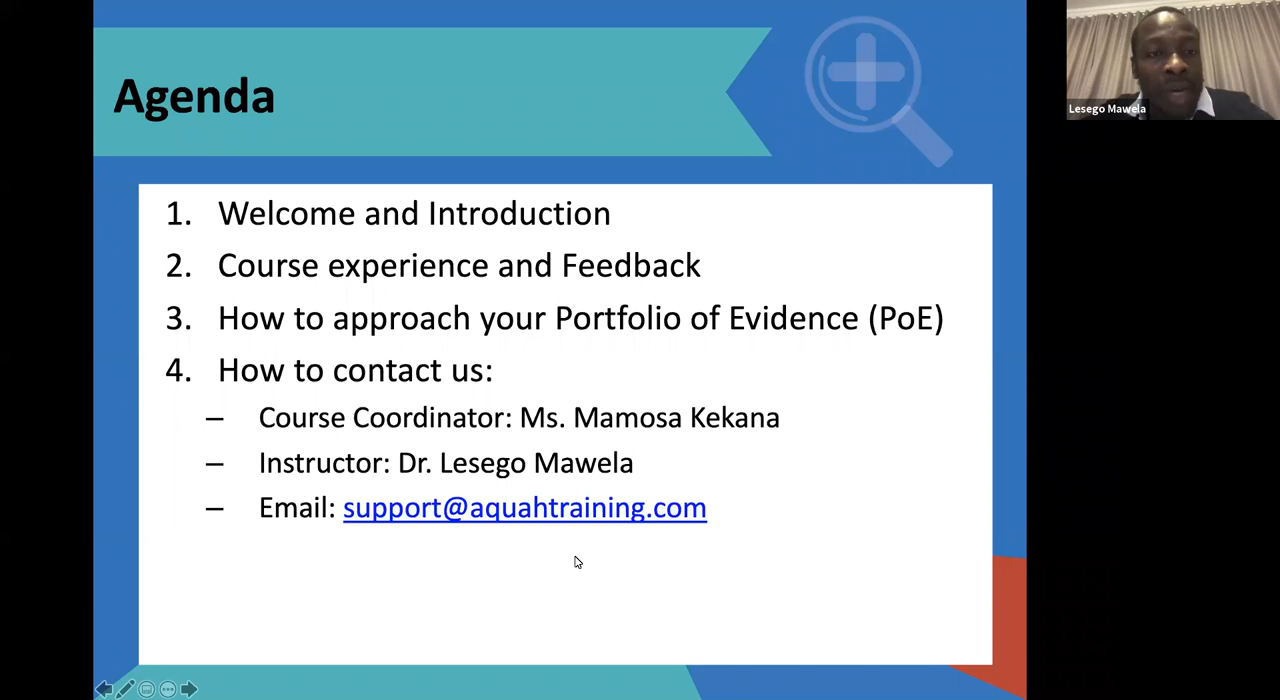 Agenda
1. Welcome and Introduction
2. Course experience and Feedback
3. How to approach your Portfolio of Evidence (PoE)
4. How to contact us:
– Course Coordinator: Ms. Mamosa Kekana
– Instructor: Dr. Lesego Mawela
– Email: support@aquahtraining.com
Lesego Mawela